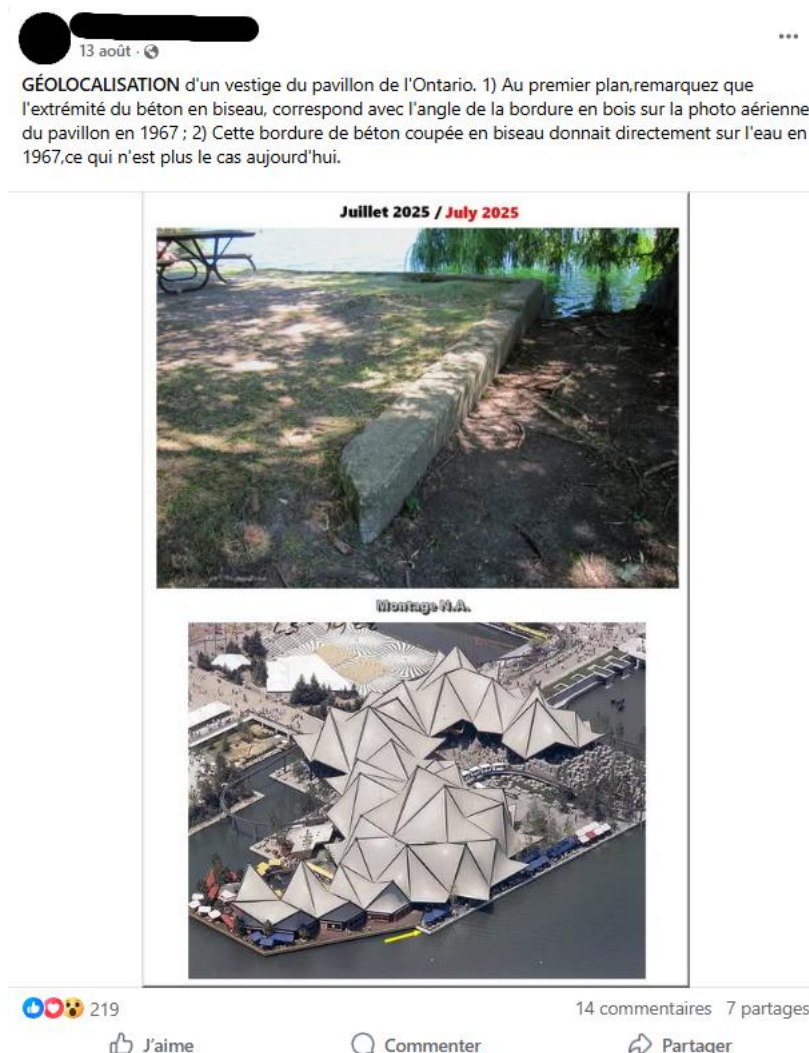 13 août
GÉOLOCALISATION d'un vestige du pavillon de l'Ontario. 1) Au premier plan,remarquez que
l'extrémité du béton en biseau, correspond avec l'angle de la bordure en bois sur la photo aérienne
du pavillon en 1967 ; 2) Cette bordure de béton coupée en biseau donnait directement sur l'eau en
1967,ce qui n'est plus le cas aujourd'hui.
Juillet 2025 / July 2025
Montage N.A.
219
14 commentaires 7 partages
J'aime Commenter Partager